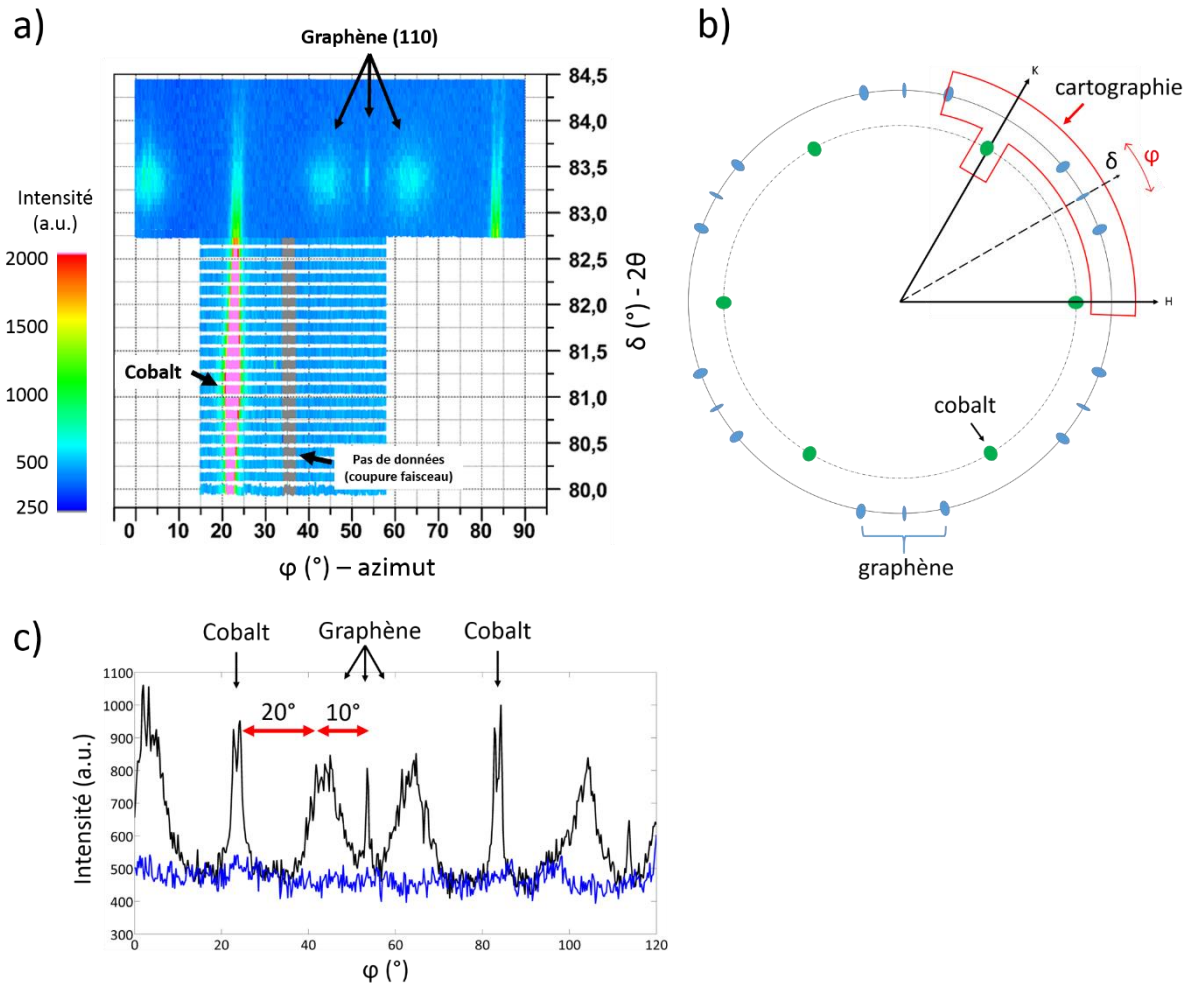 a)
Graphène (110)
Intensité
(a.u.)
2000
1500
1000
500
250
84,5
84,0
83,5
83,0
82,5
82,0
81,5
81,0
80,5
80,0
δ (°) - 2θ
Cobalt
Pas de données
(coupure faisceau)
0 10 20 30 40 50 60 70 80 90
φ (°) – azimut
b)
K
cartographie
δ
φ
H
cobalt
graphène
c)
Cobalt
Graphène
Cobalt
20°
10°
1100
1000
900
800
700
600
500
400
300
Intensité (a.u.)
0 20 40 60 80 100 120
φ (°)